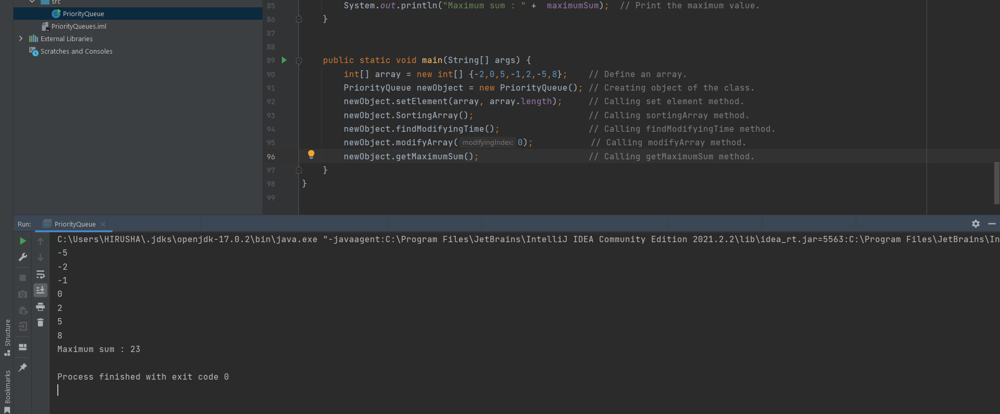 src
PriorityQueue
PriorityQueues.iml
External Libraries
Scratches and Consoles
85 System.out.println("Maximum sum : " +  maximumSum);  // Print the maximum value.
86 }
87
88
89 public static void main(String[] args) {
90 int[] array = new int[] {-2,0,5,-1,2,-5,8};    // Define an array.
91 PriorityQueue newObject = new PriorityQueue(); // Creating object of the class.
92 newObject.setElement(array, array.length);     // Calling set element method.
93 newObject.SortingArray();                      // Calling sortingArray method.
94 newObject.findModifyingTime();                 // Calling findModifyingTime method.
95 newObject.modifyArray( modifyingIndex: 0);           // Calling modifyArray method.
96 newObject.getMaximumSum();                     // Calling getMaximumSum method.
97 }
98 }
99
Run: PriorityQueue
C:\Users\HIRUSHA\.jdks\openjdk-17.0.2\bin\java.exe "-javaagent:C:\Program Files\JetBrains\IntelliJ IDEA Community Edition 2021.2.2\lib\idea_rt.jar=5563:C:\Program Files\JetBrains\In
-5
-2
-1
0
2
5
8
Maximum sum : 23
Process finished with exit code 0
Structure
Bookmarks